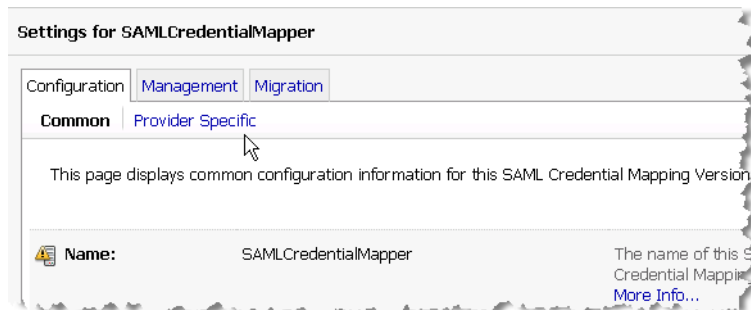 Settings for SAMLCredentialMapper
Configuration Management Migration
Common Provider Specific
This page displays common configuration information for this SAML Credential Mapping Version
Name: SAMLCredentialMapper The name of this
Credential
More Info...